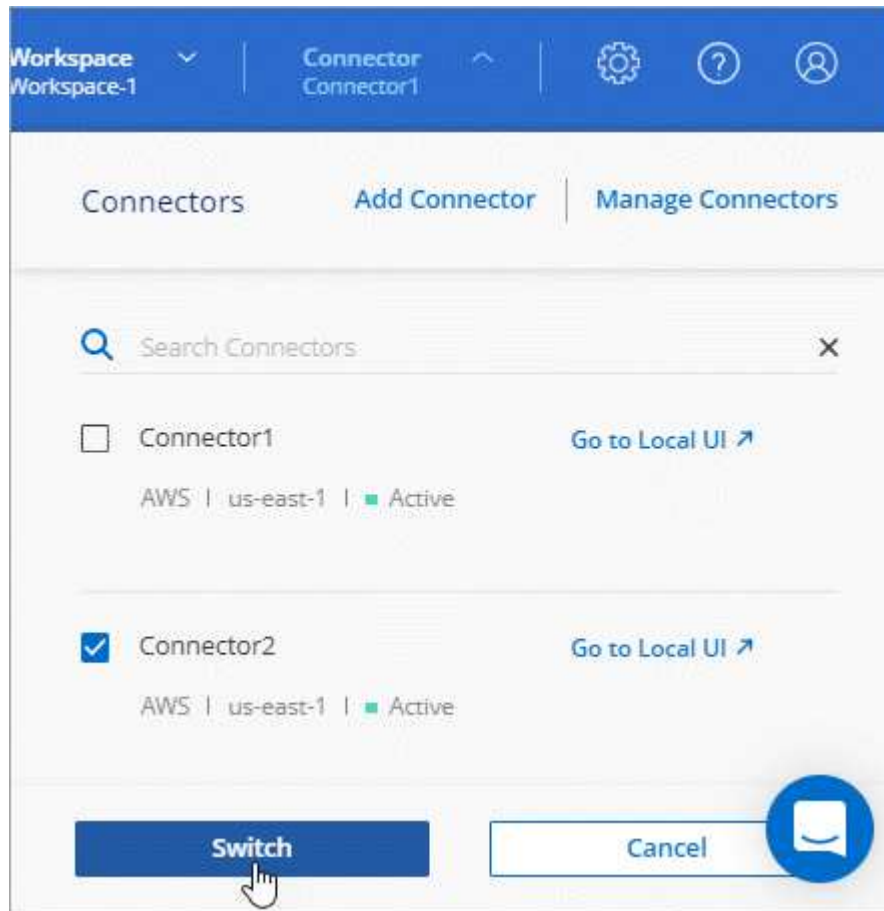 Workspace
Workspace-1
Connector
Connector1
Connectors
Add Connector
Manage Connectors
Search Connectors
Connector1
Go to Local UI
AWS | us-east-1 | Active
Connector2
Go to Local UI
AWS | us-east-1 | Active
Switch
Cancel